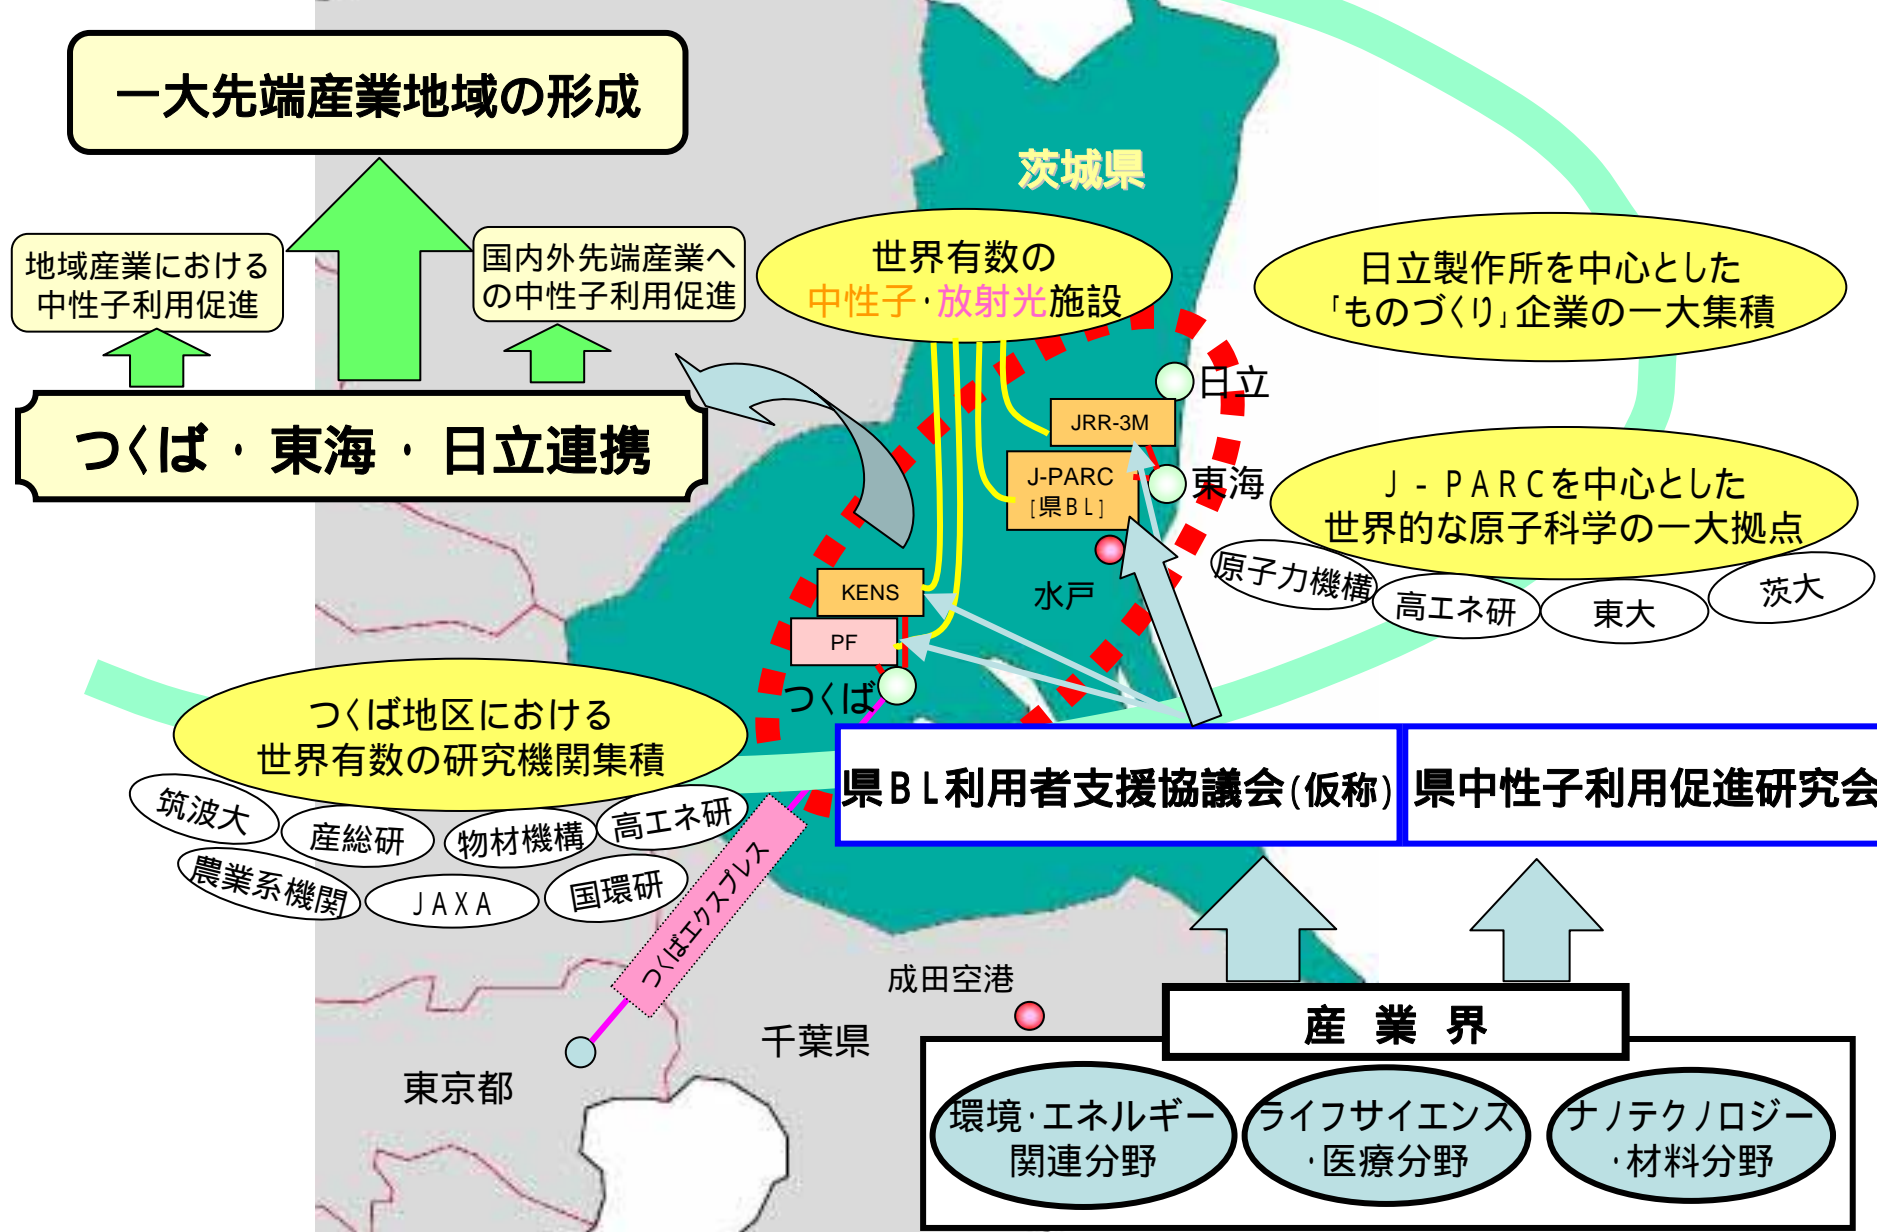 一大先端産業地域の形成
茨城県
地域産業における
中性子利用促進
国内外先端産業へ
の中性子利用促進
世界有数の
中性子・放射光施設
日立製作所を中心とした
「ものづくり」企業の一大集積
つくば・東海・日立連携
日立
JRR-3M
J-PARC
[県BL]
東海
J-PARCを中心とした
世界的な原子科学の一大拠点
原子力機構
高エネ研
東大
茨大
水戸
KENS
PF
つくば
つくば地区における
世界有数の研究機関集積
筑波大
産総研
物材機構
高エネ研
農業系機関
JAXA
国環研
つくばエクスプレス
県BL利用者支援協議会(仮称)
県中性子利用促進研究会
成田空港
千葉県
東京都
産業界
環境・エネルギー
関連分野
ライフサイエンス
・医療分野
ナノテクノロジー
・材料分野